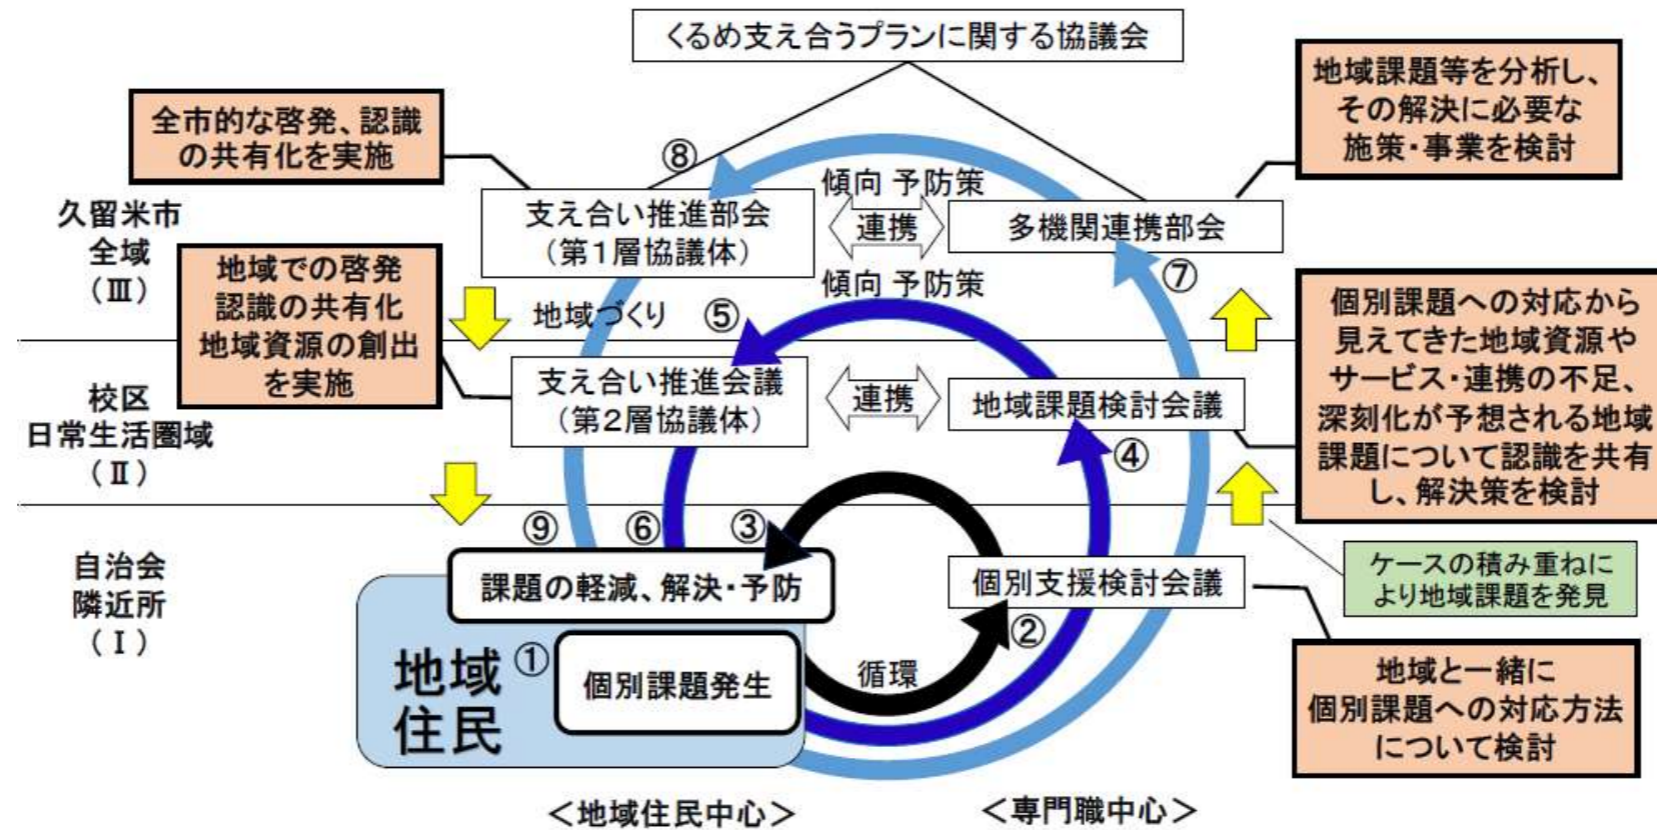 くるめ支え合うプランに関する協議会
地域課題等を分析し、
その解決に必要な
施策・事業を検討
全市的な啓発、認識
の共有化を実施
⑧
傾向 予防策
久留米市
全域
（Ⅲ）
支え合い推進部会
（第1層協議体）
連携
多機関連携部会
地域での啓発
認識の共有化
地域資源の創出
を実施
⑦
傾向 予防策
地域づくり
⑤
個別課題への対応から
見えてきた地域資源や
サービス・連携の不足、
深刻化が予想される地域
課題について認識を共有
し、解決策を検討
校区
日常生活圏域
（Ⅱ）
支え合い推進会議
（第2層協議体）
連携
地域課題検討会議
④
⑨
⑥
③
自治会
隣近所
（Ⅰ）
課題の軽減、解決・予防
個別支援検討会議
ケースの積み重ねに
より地域課題を発見
②
地域
住民
①
個別課題発生
循環
地域と一緒に
個別課題への対応方法
について検討
＜地域住民中心＞
＜専門職中心＞